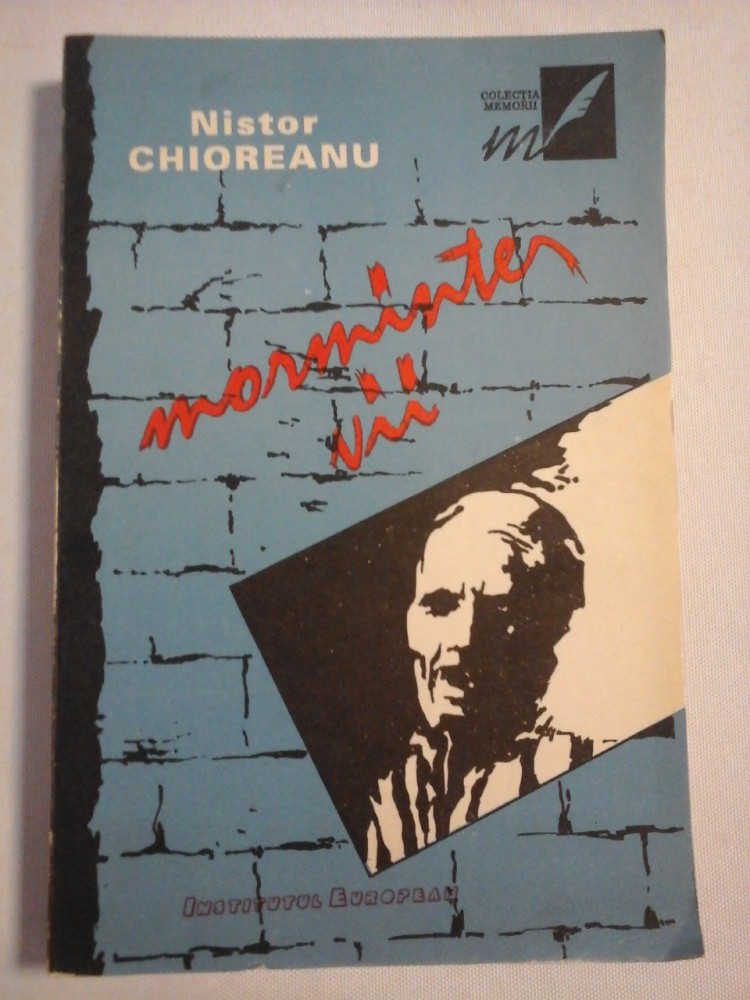 Nistor
CHIOREANU
COLECȚIA
MEMORII
m
morminte
vii
INSTITUTUL EUROPEAN